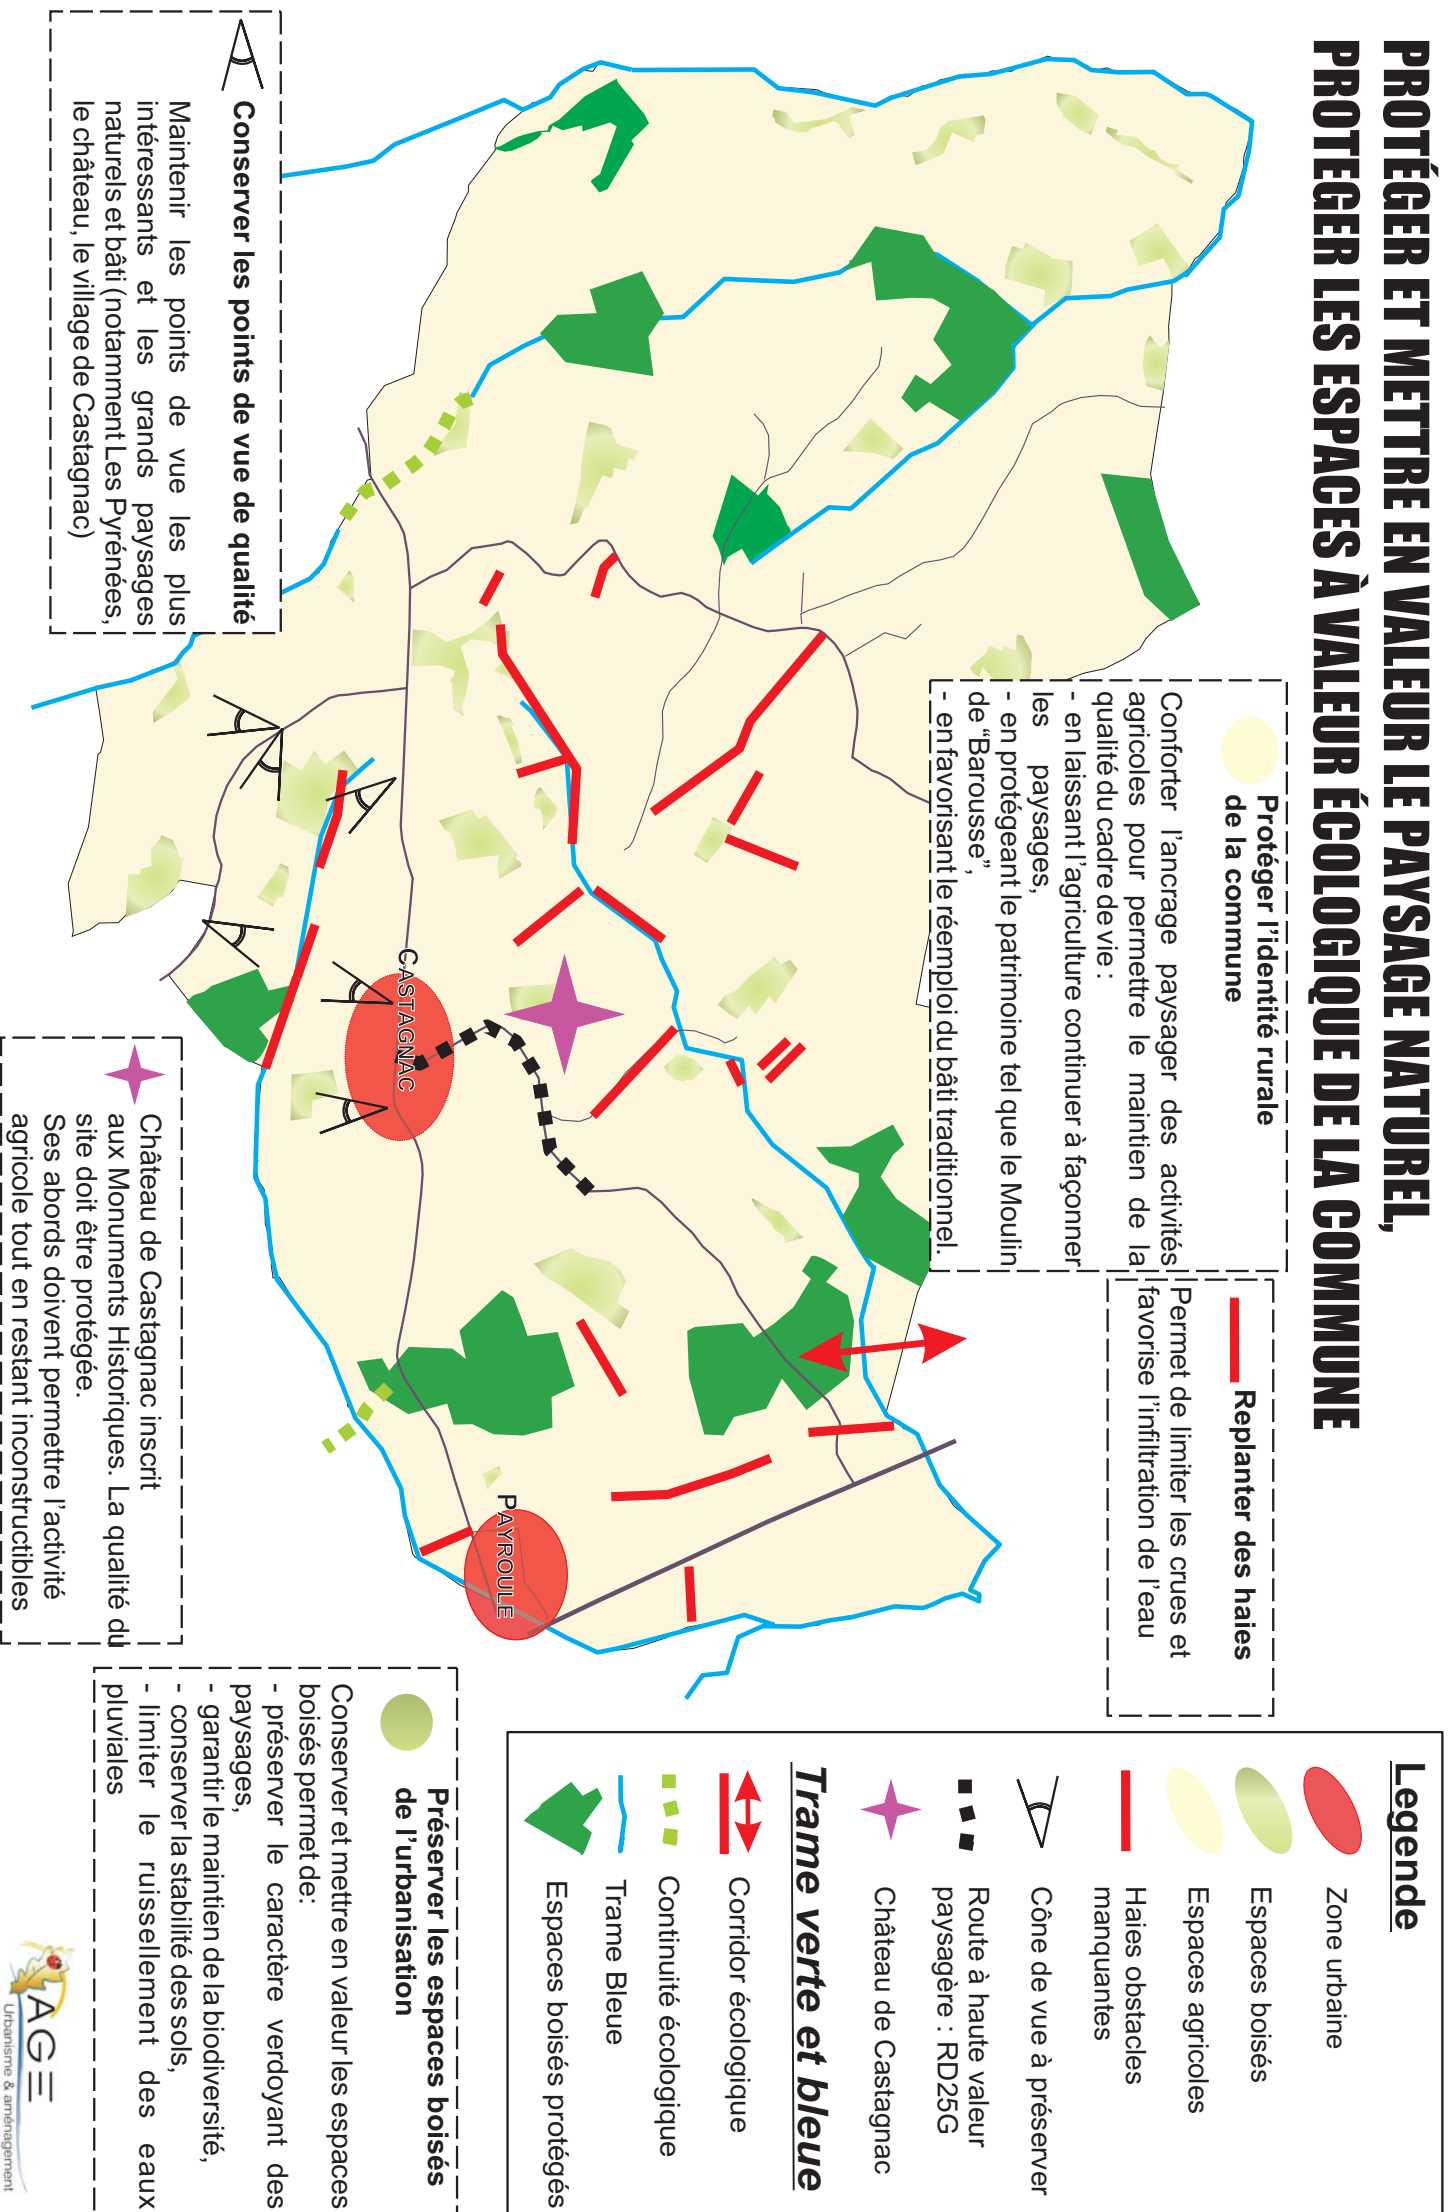 PROTÉGER ET METTRE EN VALEUR LE PAYSAGE NATUREL,
PROTEGER LES ESPACES À VALEUR ÉCOLOGIQUE DE LA COMMUNE
Protéger l'identité rurale
de la commune
Conforter l'ancrage paysager des activités
agricoles pour permettre le maintien de la
qualité du cadre de vie :
- en laissant l'agriculture continuer à façonner
les paysages,
- en protégeant le patrimoine tel que le Moulin
de "Barousse",
- en favorisant le réemploi du bâti traditionnel.
Replanter des haies
Permet de limiter les crues et
favorise l'infiltration de l'eau
Legende
Zone urbaine
Espaces boisés
Espaces agricoles
Haies obstacles
manquantes
Cône de vue à préserver
Route à haute valeur
paysagère : RD25G
Château de Castagnac
Trame verte et bleue
Corridor écologique
Continuité écologique
Trame Bleue
Espaces boisés protégés
CASTAGNAC
PAYROULE
Conserver les points de vue de qualité
Maintenir les points de vue les plus
intéressants et les grands paysages
naturels et bâti (notamment Les Pyrénées,
le château, le village de Castagnac)
Château de Castagnac inscrit
aux Monuments Historiques. La qualité du
site doit être protégée.
Ses abords doivent permettre l'activité
agricole tout en restant inconstructibles
Préserver les espaces boisés
de l'urbanisation
Conserver et mettre en valeur les espaces
boisés permet de:
- préserver le caractère verdoyant des
paysages,
- garantir le maintien de la biodiversité,
- conserver la stabilité des sols,
- limiter le ruissellement des eaux
pluviales
AGE
Urbanisme & aménagement